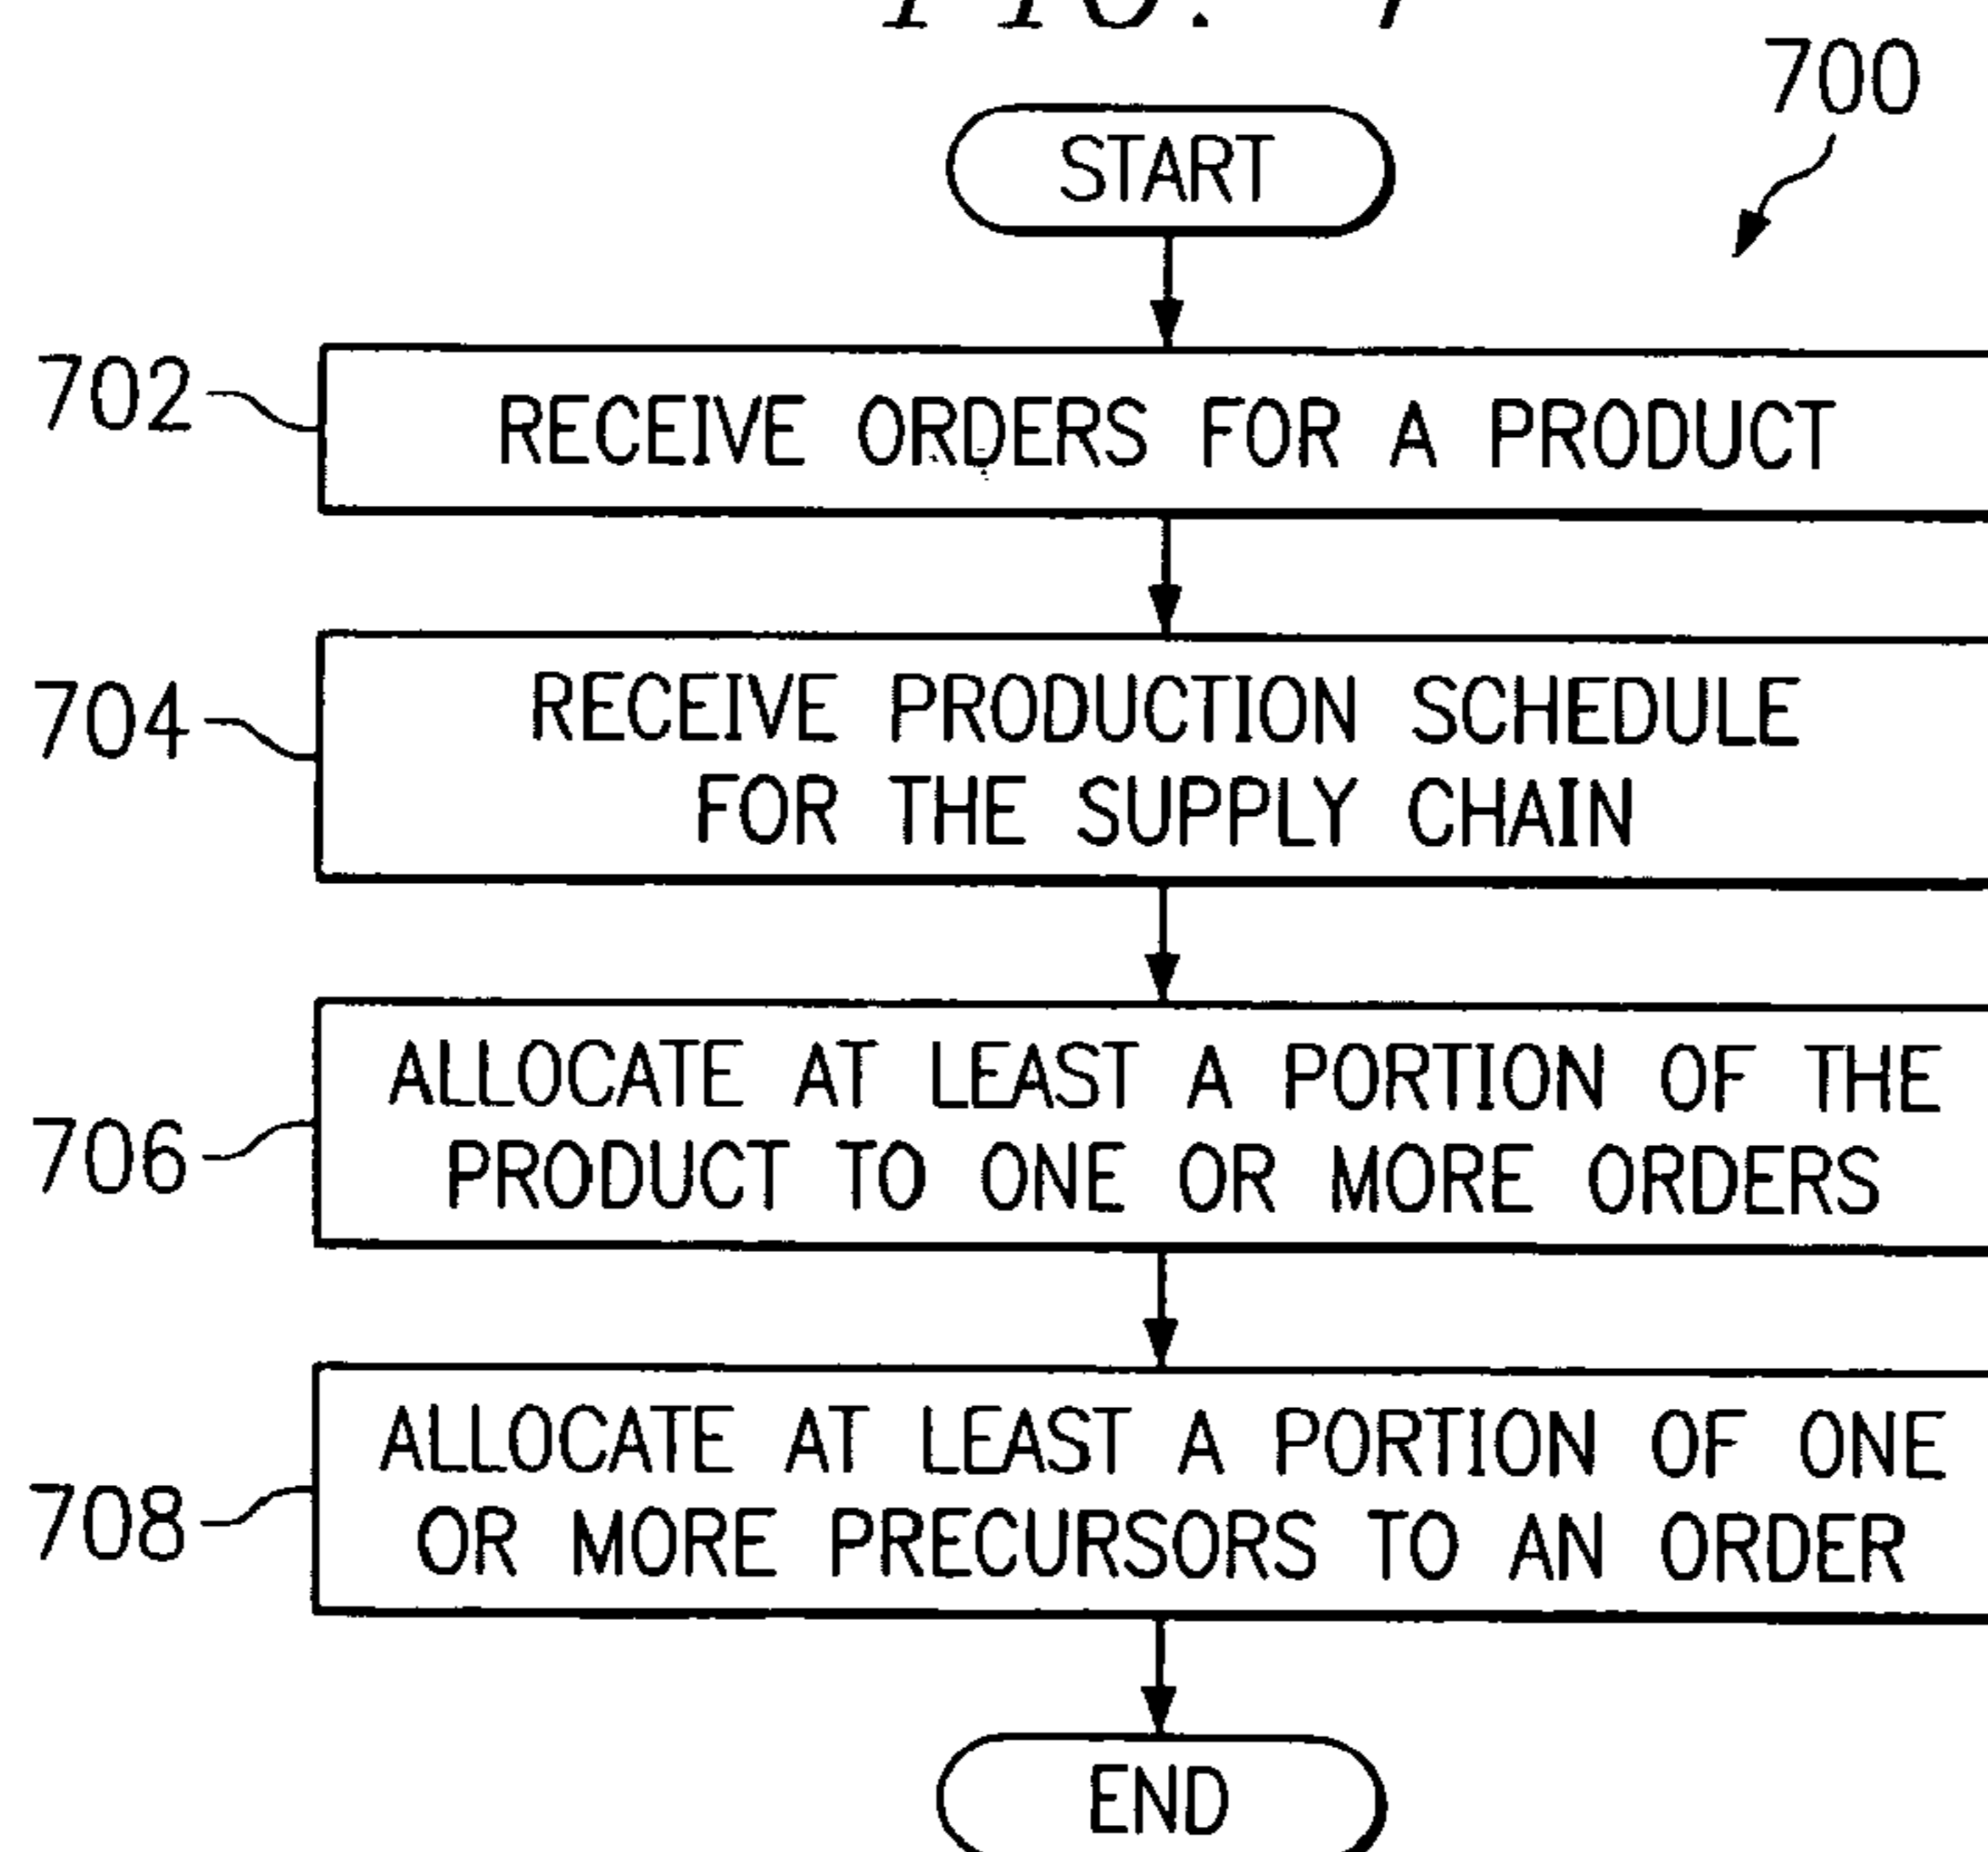 FIG. 7
700
START
702
RECEIVE ORDERS FOR A PRODUCT
704
RECEIVE PRODUCTION SCHEDULE
FOR THE SUPPLY CHAIN
706
ALLOCATE AT LEAST A PORTION OF THE
PRODUCT TO ONE OR MORE ORDERS
708
ALLOCATE AT LEAST A PORTION OF ONE
OR MORE PRECURSORS TO AN ORDER
END